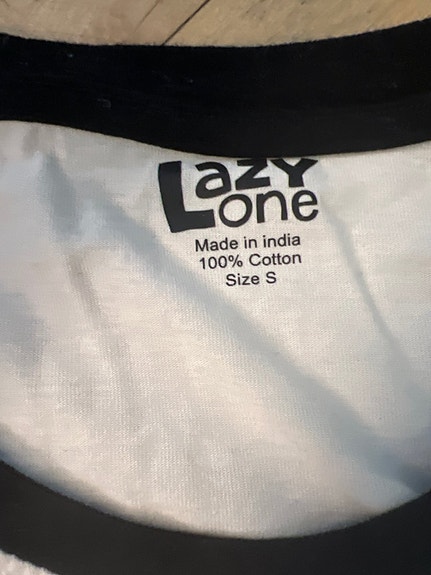 Lazy
one
Made in india
100% Cotton
Size S